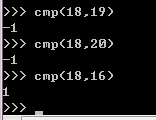 >>> cmp(18,19)
-1
>>> cmp(18,20)
-1
>>> cmp(18,16)
1
>>> _